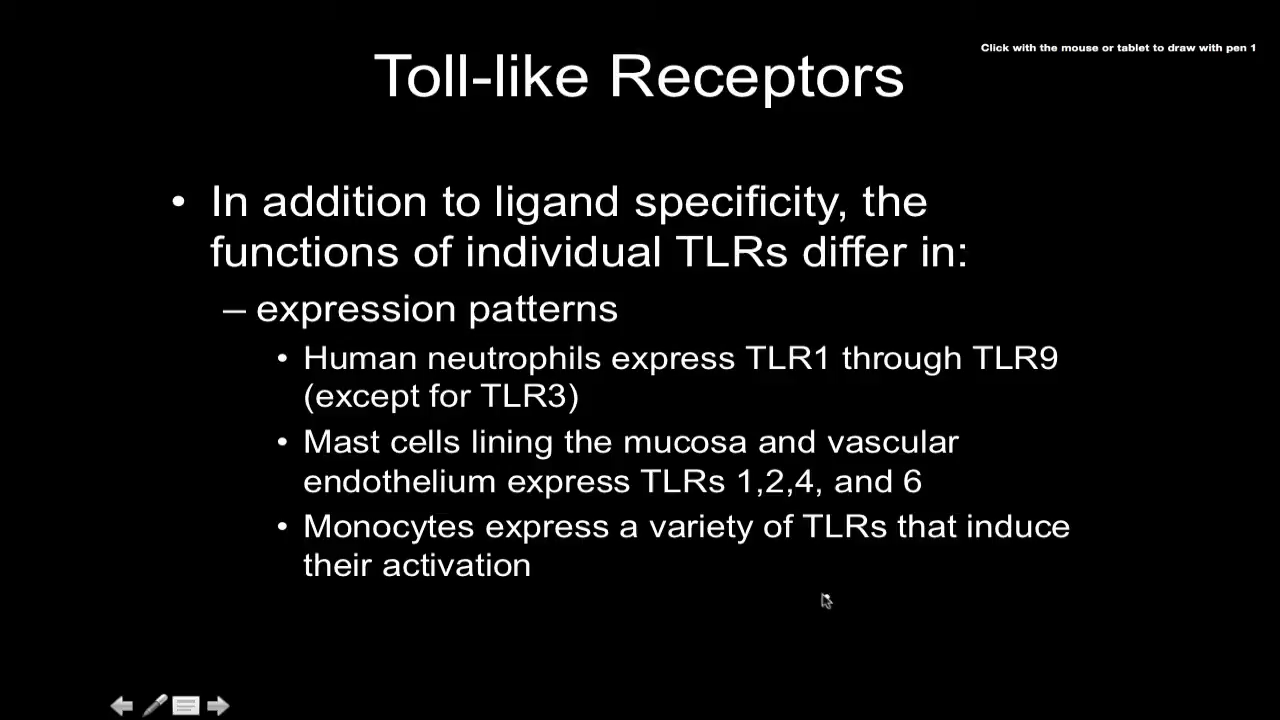 Click with the mouse or tablet to draw with pen 1
Toll-like Receptors
• In addition to ligand specificity, the
functions of individual TLRs differ in:
– expression patterns
• Human neutrophils express TLR1 through TLR9
(except for TLR3)
• Mast cells lining the mucosa and vascular
endothelium express TLRs 1,2,4, and 6
• Monocytes express a variety of TLRs that induce
their activation